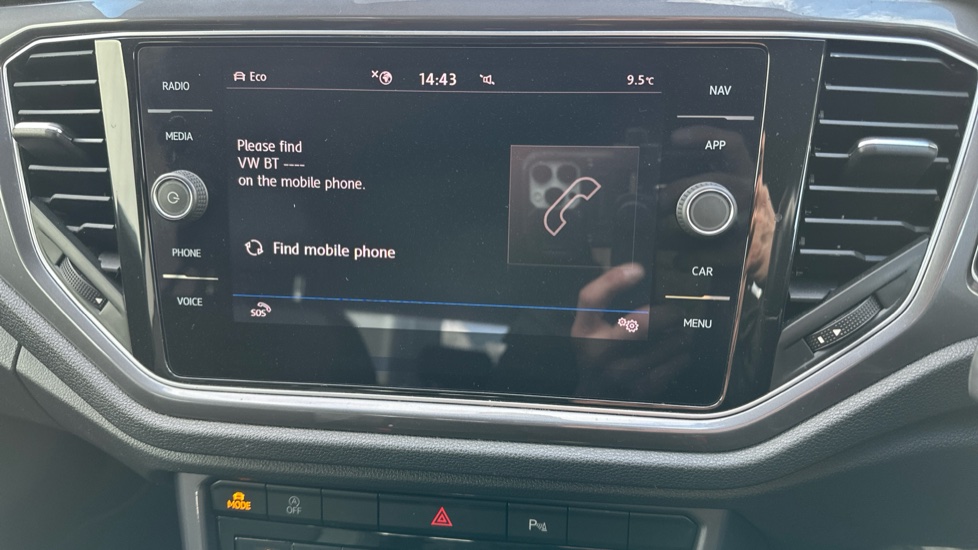 RADIO
MEDIA
PHONE
VOICE
Eco
14:43
9.5°C
Please find
VW BT ----
on the mobile phone.
Find mobile phone
SOS
NAV
APP
CAR
MENU
MODE
A
OFF
P